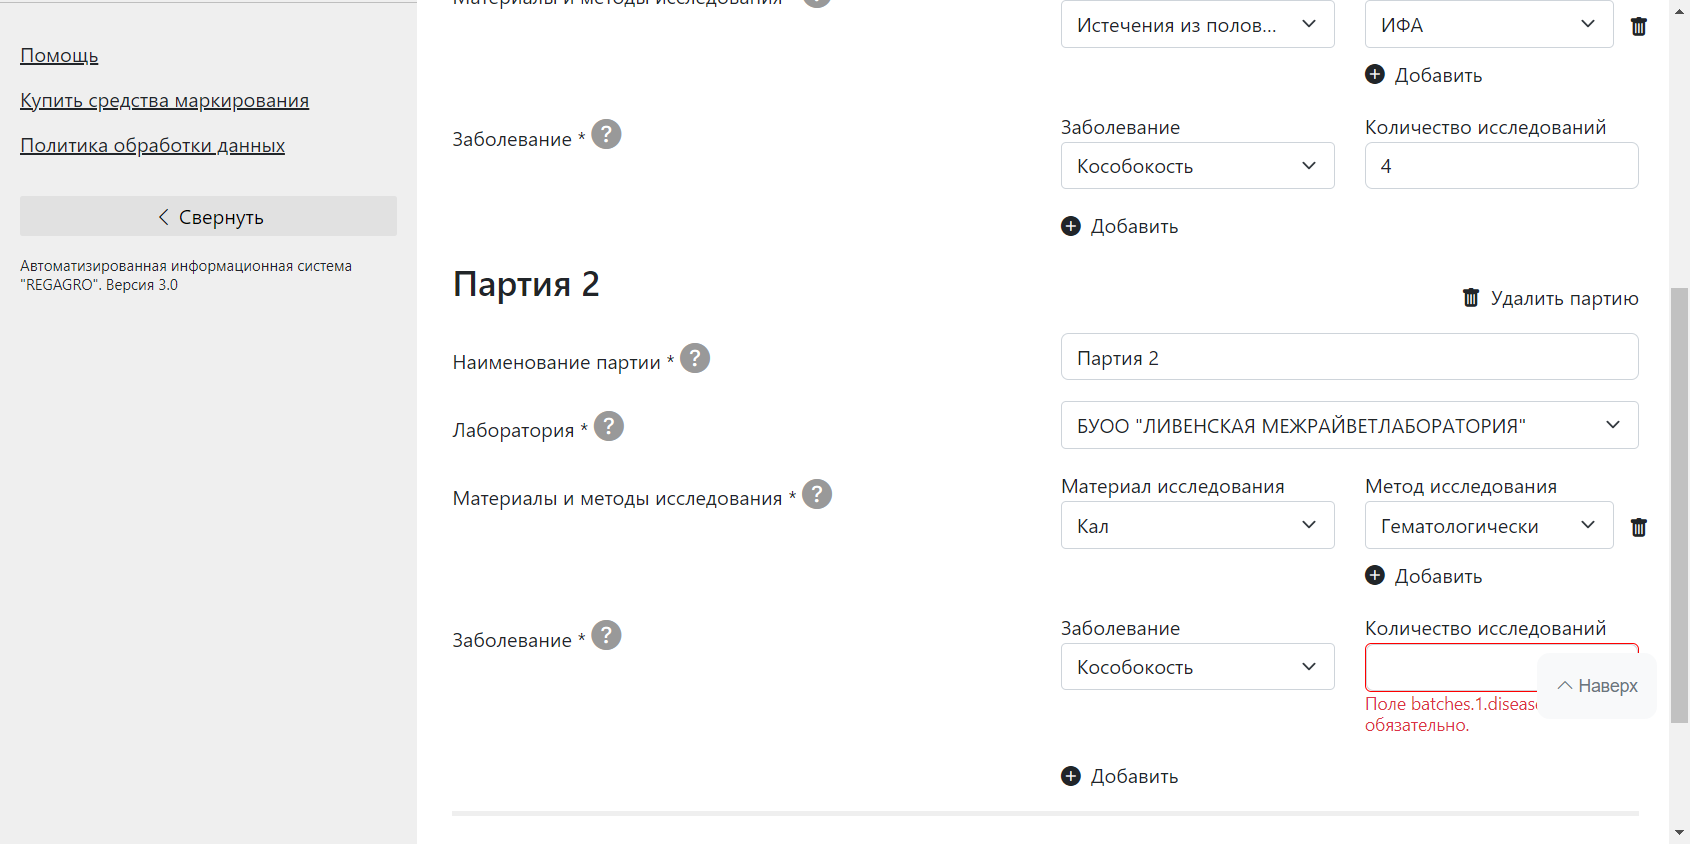 Помощь
Купить средства маркирования
Политика обработки данных
Свернуть
Автоматизированная информационная система
"REGAGRO". Версия 3.0
Материалы и методы исследования
Истечения из полов...
ИФА
Добавить
Заболевание *
?
Заболевание
Количество исследований
Кособокость
4
Добавить
Партия 2
Удалить партию
Наименование партии *
?
Партия 2
Лаборатория *
?
БУОО "ЛИВЕНСКАЯ МЕЖРАЙВЕТЛАБОРАТОРИЯ"
Материалы и методы исследования *
?
Материал исследования
Метод исследования
Кал
Гематологически
Добавить
Заболевание *
?
Заболевание
Количество исследований
Кособокость
Наверх
Поле batches.1.diseas
обязательно.
Добавить